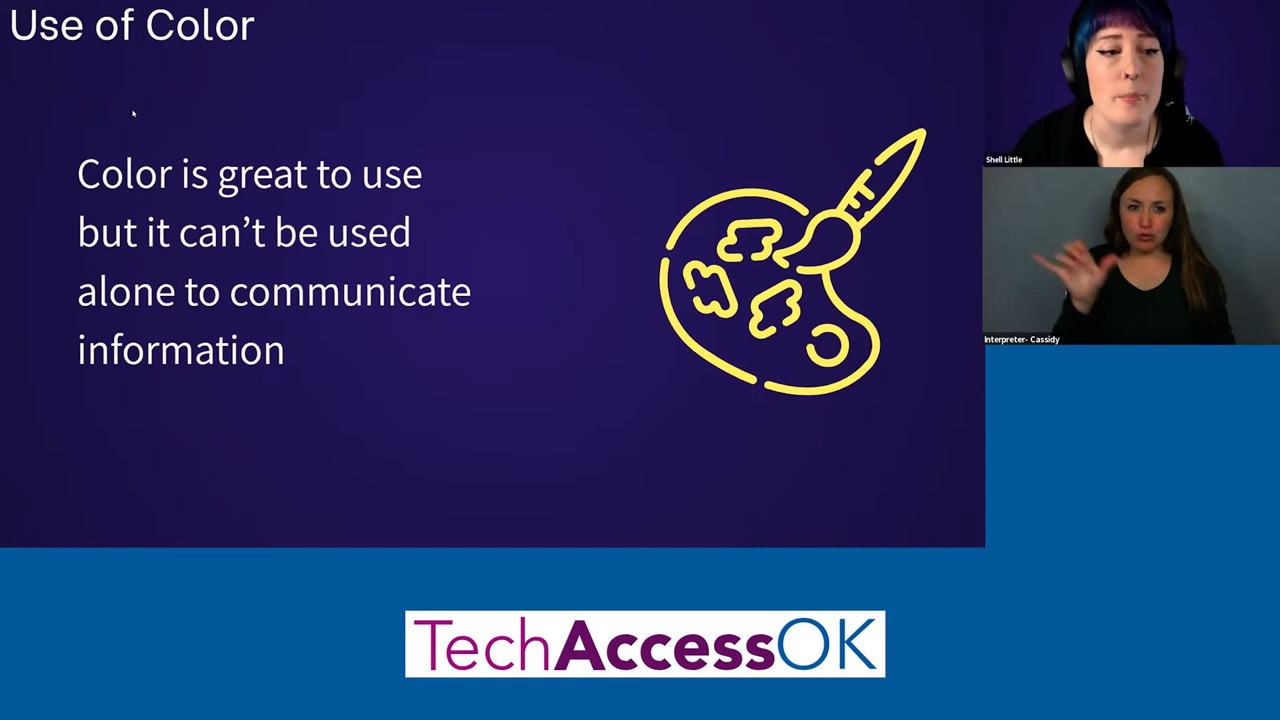 Use of Color
Color is great to use
but it can’t be used
alone to communicate
information
Shell Little
Interpreter- Cassidy
TechAccessOK